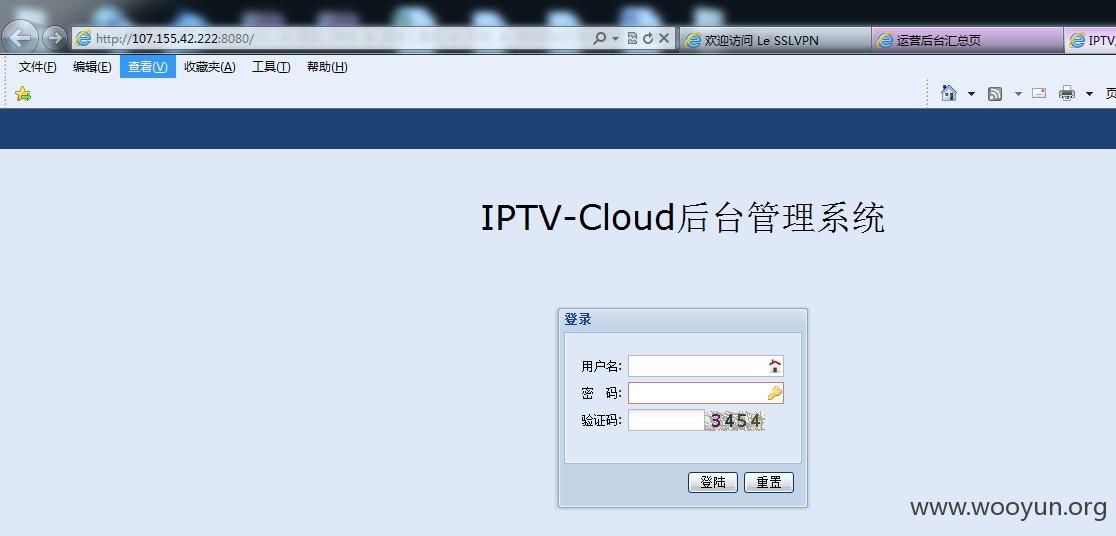 http://107.155.42.222:8080/
欢迎访问 Le SSLVPN
运营后台汇总页
IPTV
文件(F) 编辑(E) 查看(V) 收藏夹(A) 工具(T) 帮助(H)
IPTV-Cloud后台管理系统
登录
用户名:
密 码:
验证码: 3454
登陆 重置
www.wooyun.org